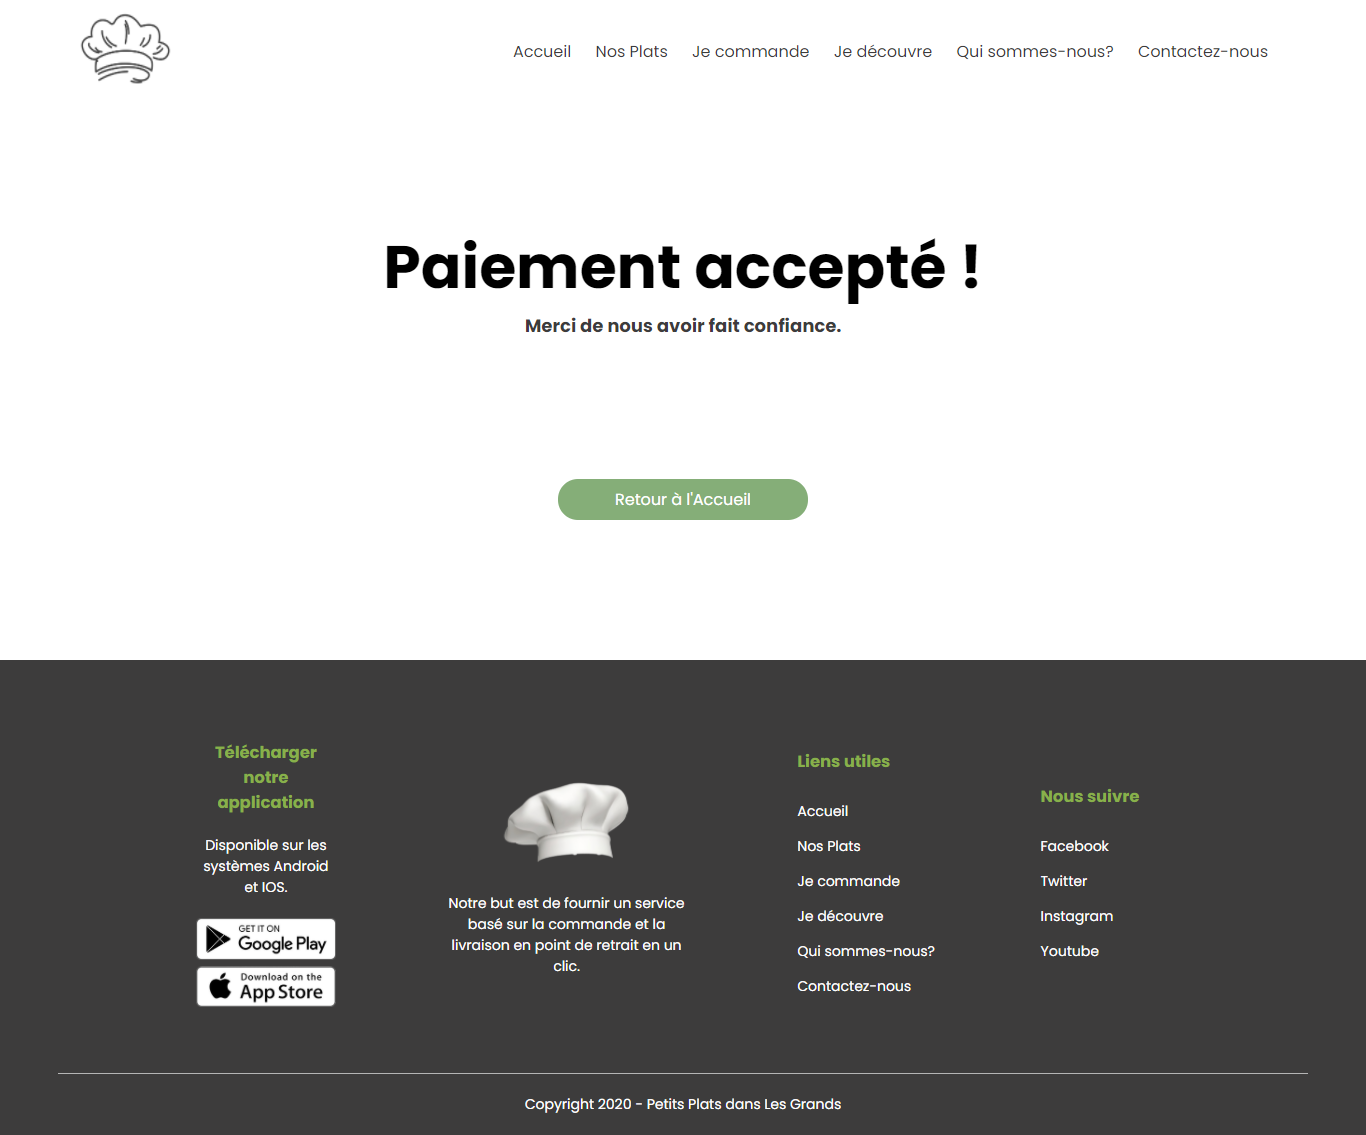 Accueil Nos Plats Je commande Je découvre Qui sommes-nous? Contactez-nous
Paiement accepté !
Merci de nous avoir fait confiance.
Retour à l'Accueil
Télécharger
notre
application
Disponible sur les
systèmes Android
et IOS.
GET IT ON
Google Play
Download on the
App Store
Notre but est de fournir un service
basé sur la commande et la
livraison en point de retrait en un
clic.
Liens utiles
Accueil
Nos Plats
Je commande
Je découvre
Qui sommes-nous?
Contactez-nous
Nous suivre
Facebook
Twitter
Instagram
Youtube
Copyright 2020 - Petits Plats dans Les Grands